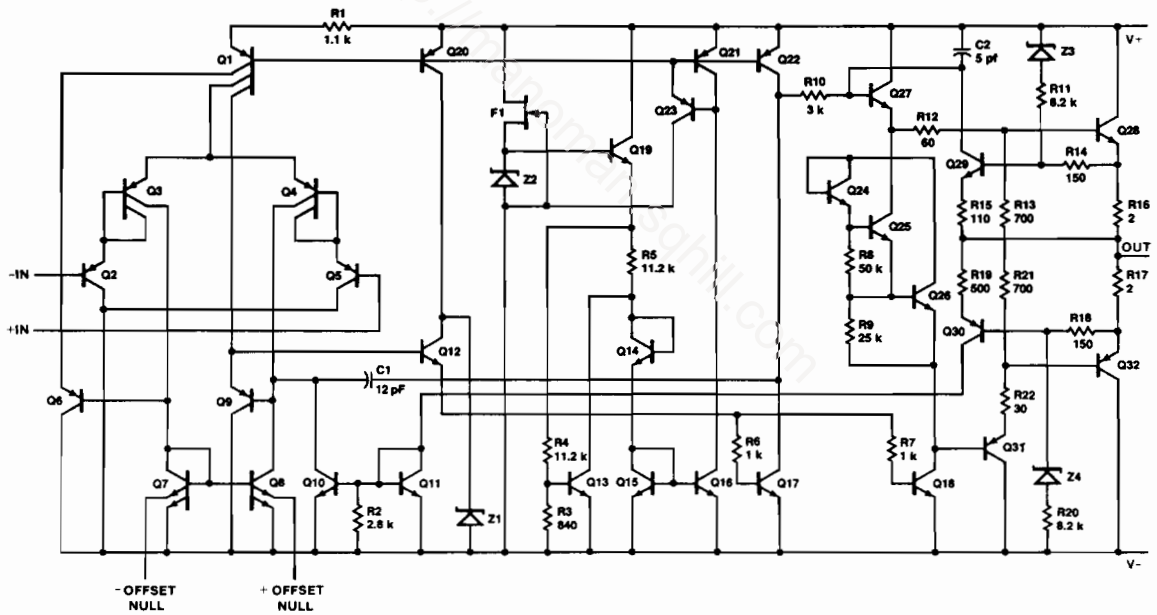 R1
1.1 k
V+
Q1
Q20
Q21
Q22
C2
5 pf
Z3
R10
3 k
Q27
R11
8.2 k
Q23
F1
R12
60
Q28
Q19
Q29
R14
150
Z2
Q3
Q4
Q24
R15
110
R13
700
R16
2
Q25
OUT
R5
11.2 k
R8
50 k
-IN
Q2
Q5
R19
500
R21
700
R17
2
Q26
+IN
R9
25 k
Q30
R18
150
Q12
Q14
Q32
C1
12 pF
Q6
Q9
R22
30
R4
11.2 k
R6
1 k
R7
1 k
Q31
Q7
Q8
Q10
Q11
Q13
Q15
Q16
Q17
Q18
Z4
R2
2.8 k
R3
840
Z1
R20
8.2 k
V-
- OFFSET
NULL
+ OFFSET
NULL